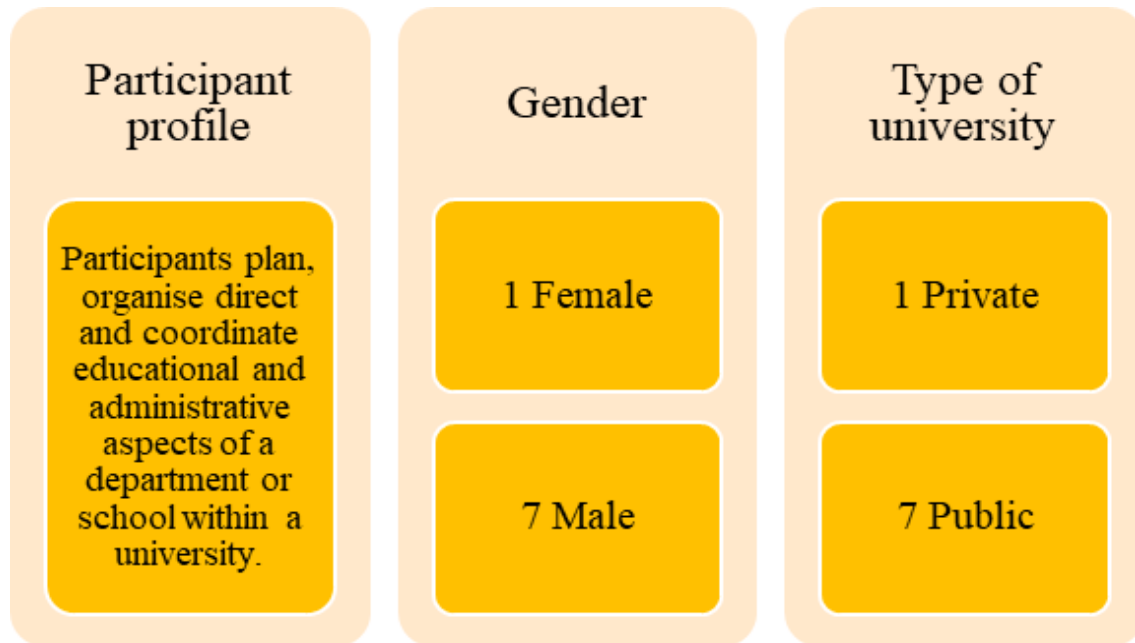 Participant
profile
Participants plan,
organise direct
and coordinate
educational and
administrative
aspects of a
department or
school within a
university.
Gender
1 Female
7 Male
Type of
university
1 Private
7 Public